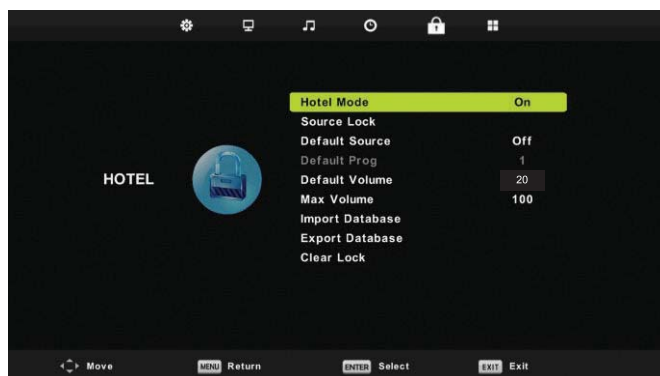 Hotel Mode On
Source Lock
Default Source Off
Default Prog 1
HOTEL
Default Volume 20
Max Volume 100
Import Database
Export Database
Clear Lock
Move MENU Return ENTER Select EXIT Exit